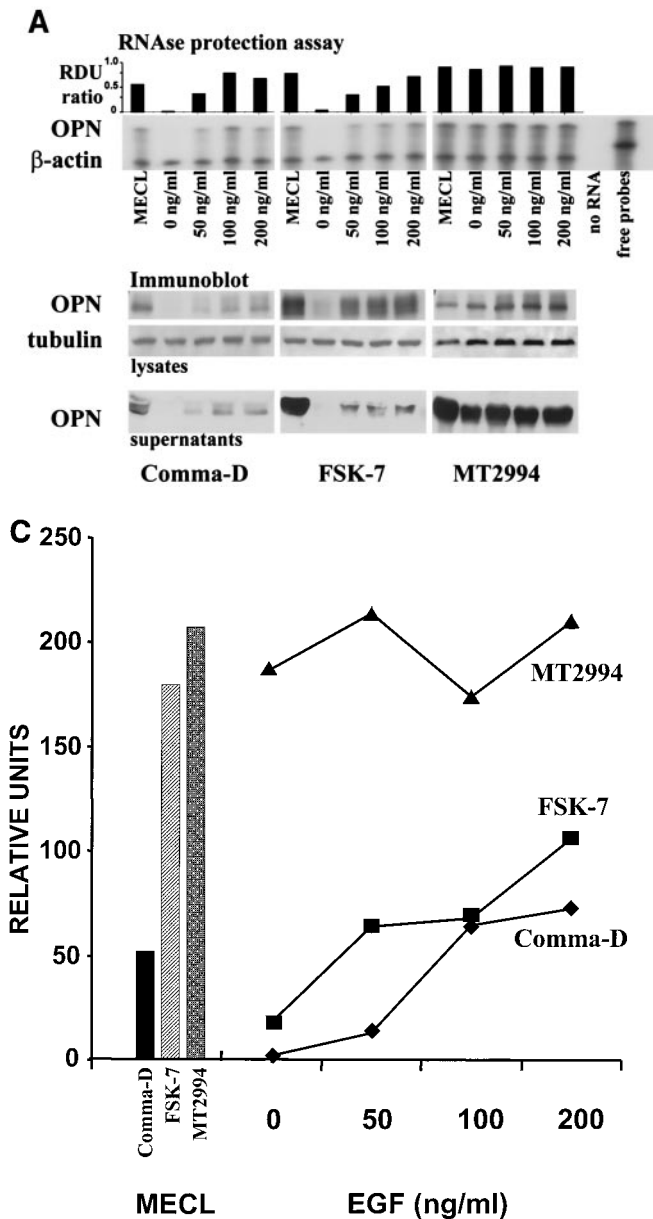 A
RNAse protection assay
RDU ratio
1.0
0.5
0
OPN
β-actin
MECL
0 ng/ml
50 ng/ml
100 ng/ml
200 ng/ml
MECL
0 ng/ml
50 ng/ml
100 ng/ml
200 ng/ml
MECL
0 ng/ml
50 ng/ml
100 ng/ml
200 ng/ml
no RNA
free probes
Immunoblot
OPN
tubulin
lysates
OPN
supernatants
Comma-D FSK-7 MT2994
C
250
200
150
100
50
0
RELATIVE UNITS
MT2994
FSK-7
Comma-D
Comma-D
FSK-7
MT2994
0 50 100 200
MECL EGF (ng/ml)